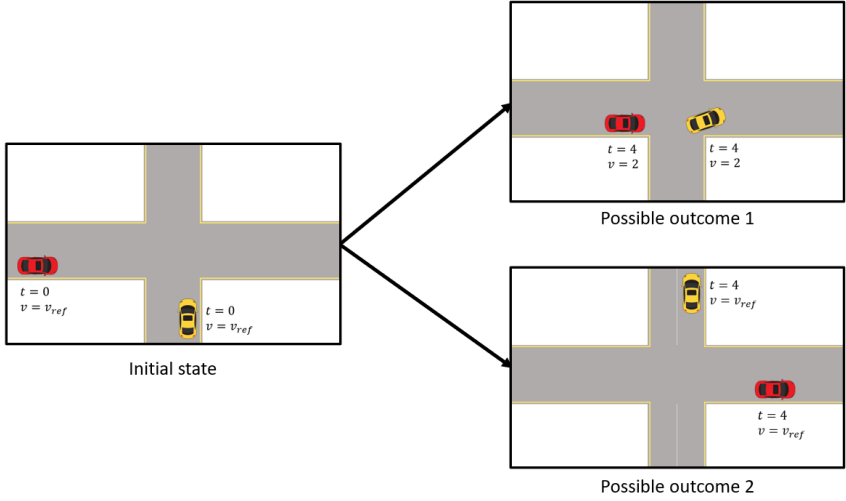 t = 0
v = v_ref
t = 0
v = v_ref
Initial state
t = 4
v = 2
t = 4
v = 2
Possible outcome 1
t = 4
v = v_ref
t = 4
v = v_ref
Possible outcome 2